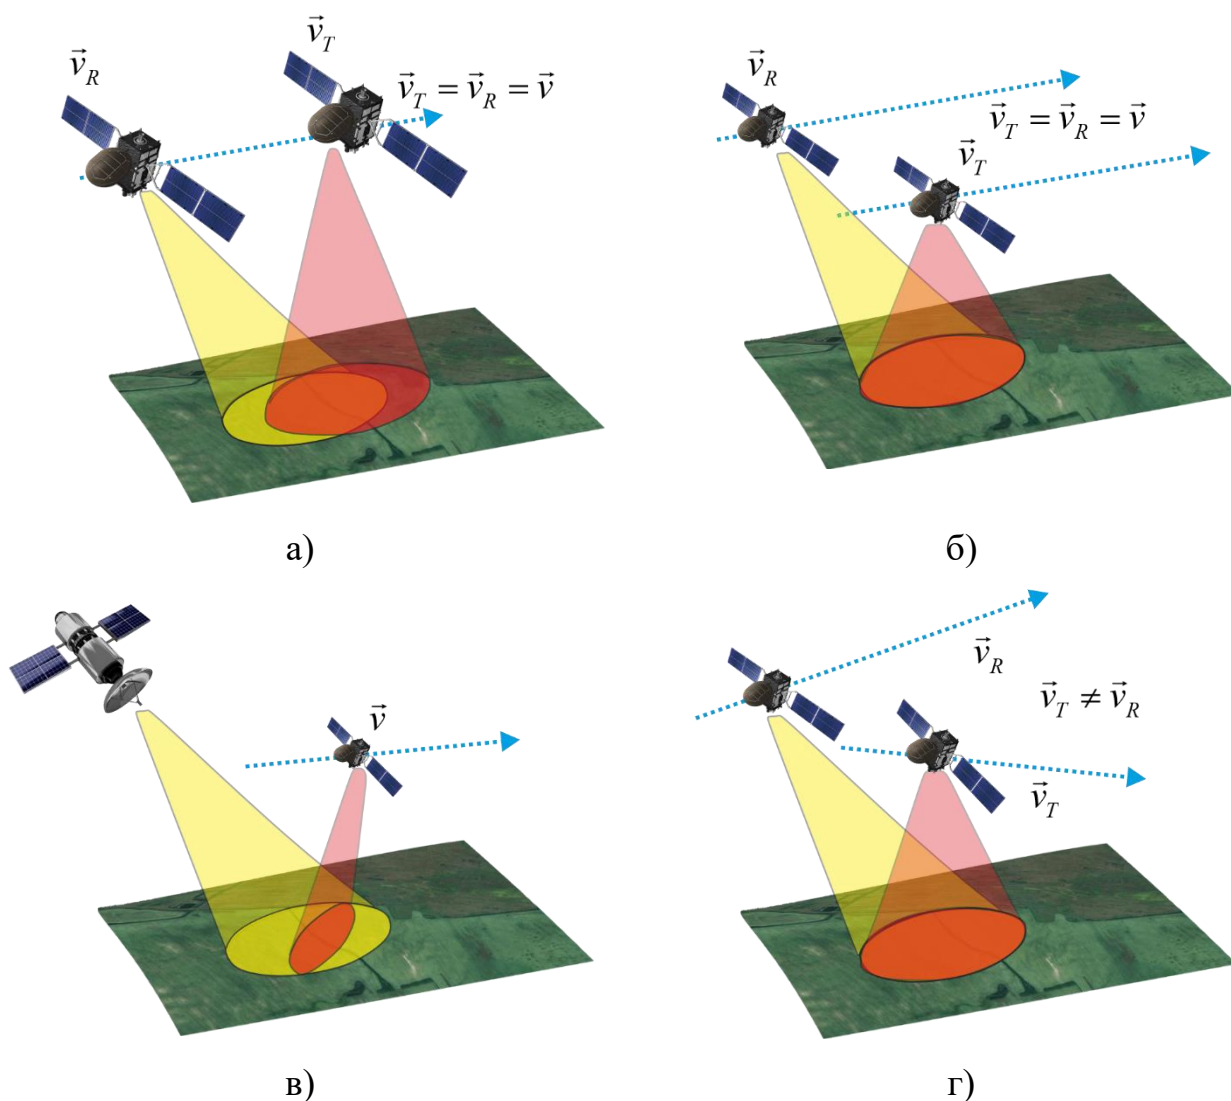 v⃗_R
v⃗_T
v⃗_T = v⃗_R = v⃗
а)
v⃗_R
v⃗_T = v⃗_R = v⃗
v⃗_T
б)
v⃗
в)
v⃗_R
v⃗_T ≠ v⃗_R
v⃗_T
г)